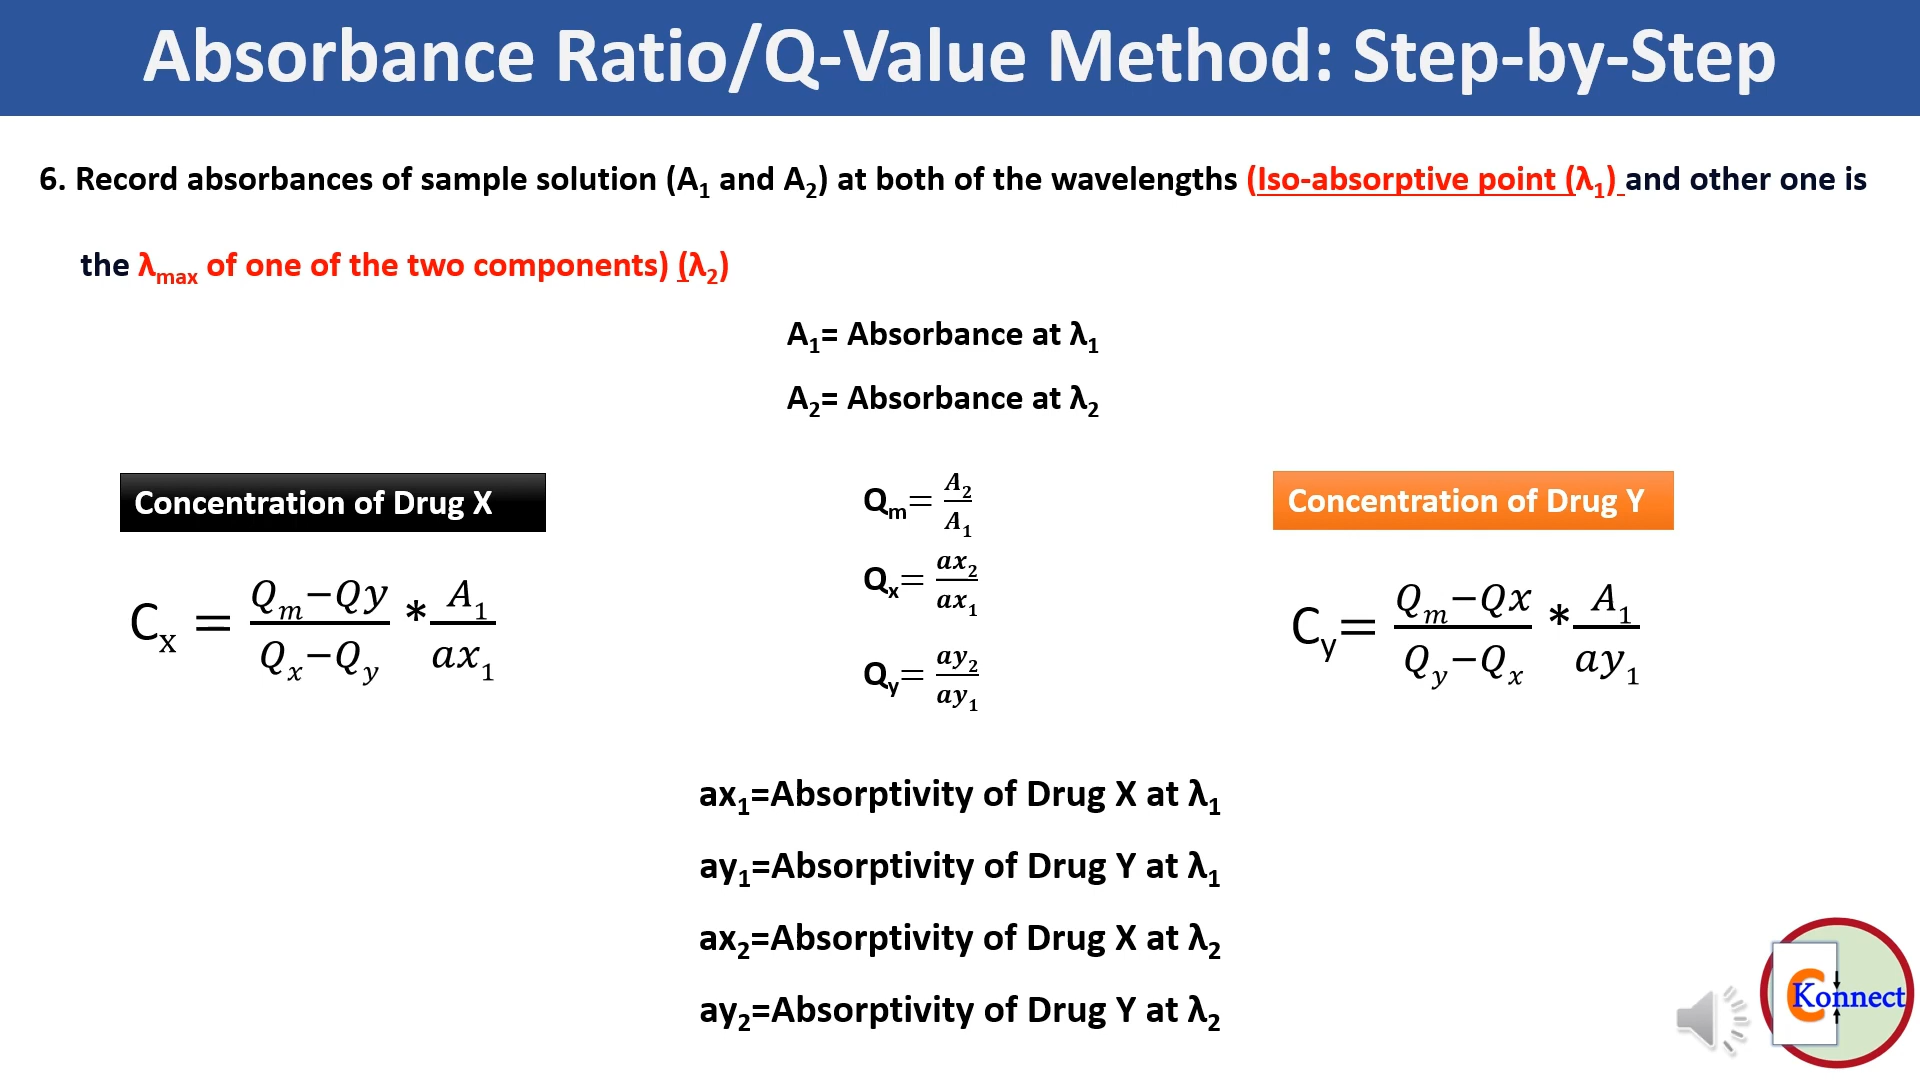 Absorbance Ratio/Q-Value Method: Step-by-Step
6. Record absorbances of sample solution (A₁ and A₂) at both of the wavelengths (Iso-absorptive point (λ₁) and other one is
the λmax of one of the two components) (λ₂)
A₁= Absorbance at λ₁
A₂= Absorbance at λ₂
Concentration of Drug X
Cx = (Qm−Qy)/(Qx−Qy) * A₁/ax₁
Qm= A₂/A₁
Qx= ax₂/ax₁
Qy= ay₂/ay₁
Concentration of Drug Y
Cy= (Qm−Qx)/(Qy−Qx) * A₁/ay₁
ax₁=Absorptivity of Drug X at λ₁
ay₁=Absorptivity of Drug Y at λ₁
ax₂=Absorptivity of Drug X at λ₂
ay₂=Absorptivity of Drug Y at λ₂
C Konnect